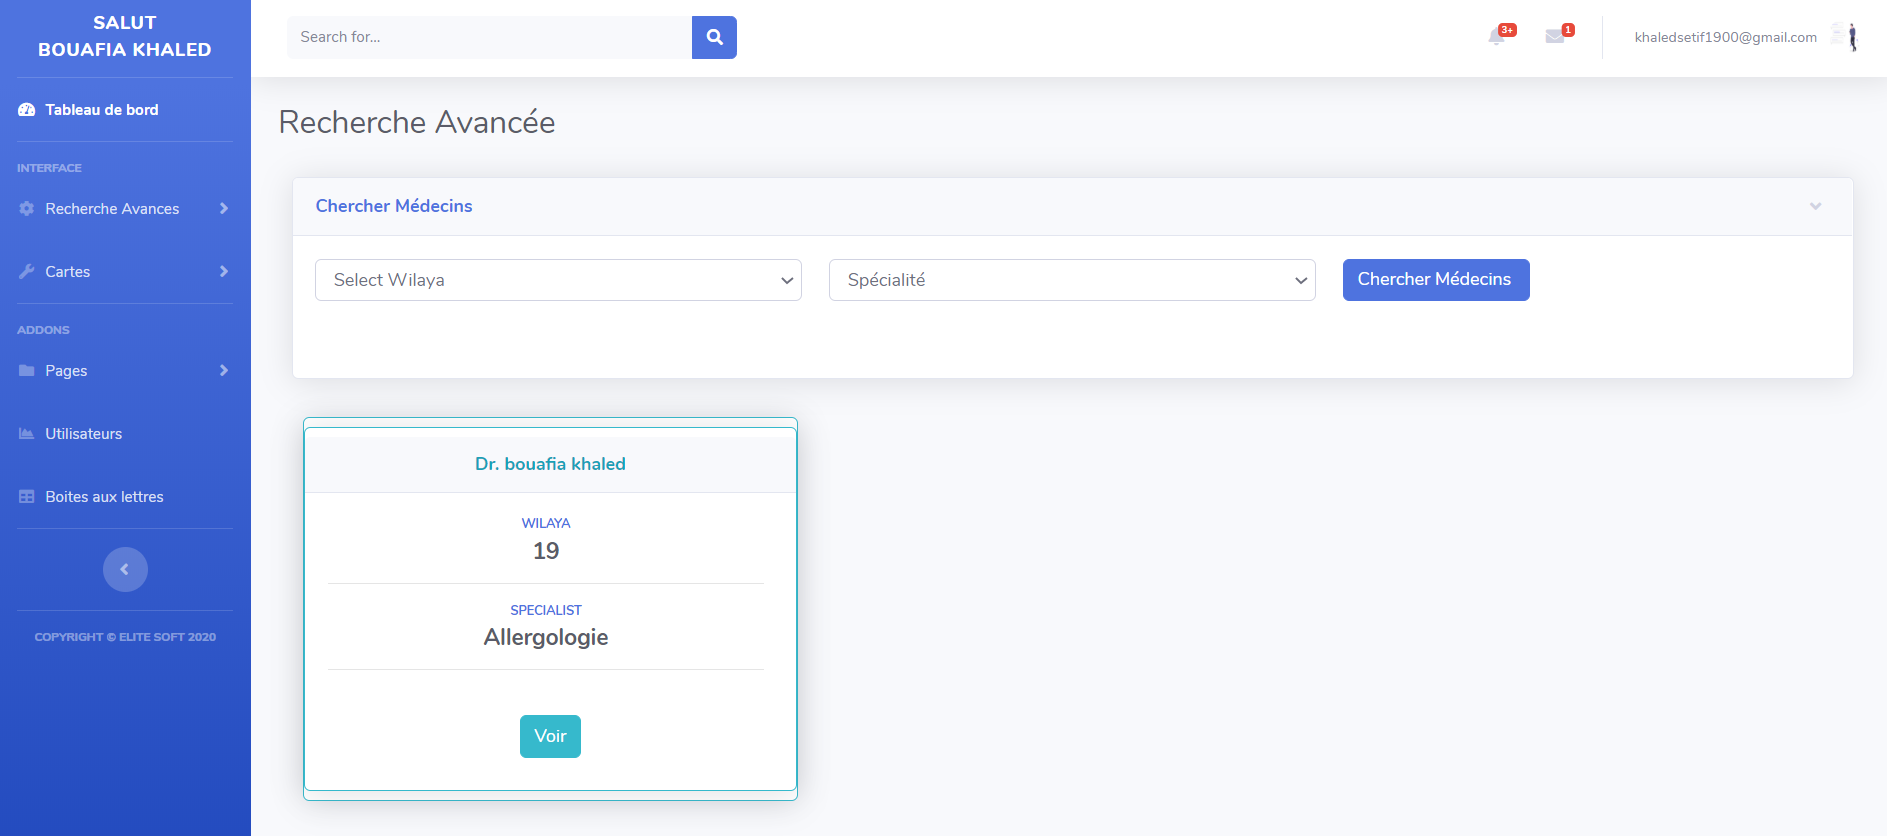 SALUT
BOUAFIA KHALED
Tableau de bord
INTERFACE
Recherche Avances
Cartes
ADDONS
Pages
Utilisateurs
Boites aux lettres
COPYRIGHT © ELITE SOFT 2020
Search for...
3+
1
khaledsetif1900@gmail.com
Recherche Avancée
Chercher Médecins
Select Wilaya
Spécialité
Chercher Médecins
Dr. bouafia khaled
WILAYA
19
SPECIALIST
Allergologie
Voir